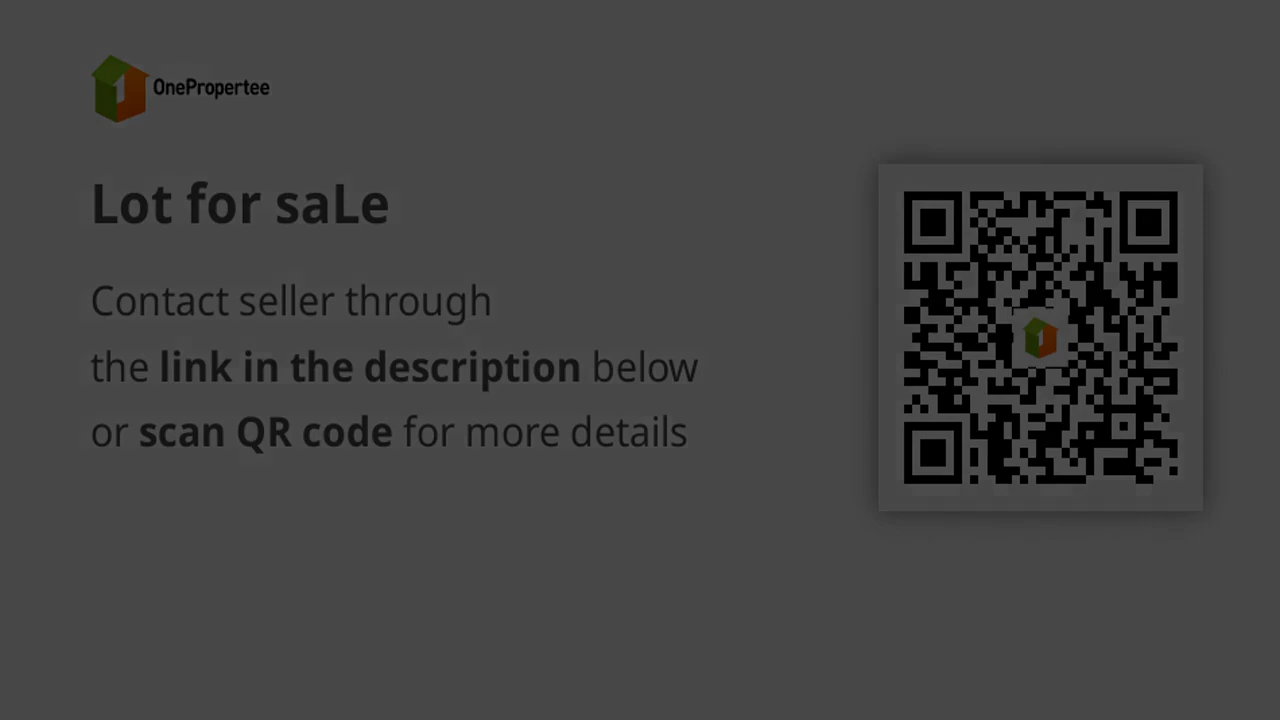 OnePropertee
Lot for saLe
Contact seller through
the link in the description below
or scan QR code for more details